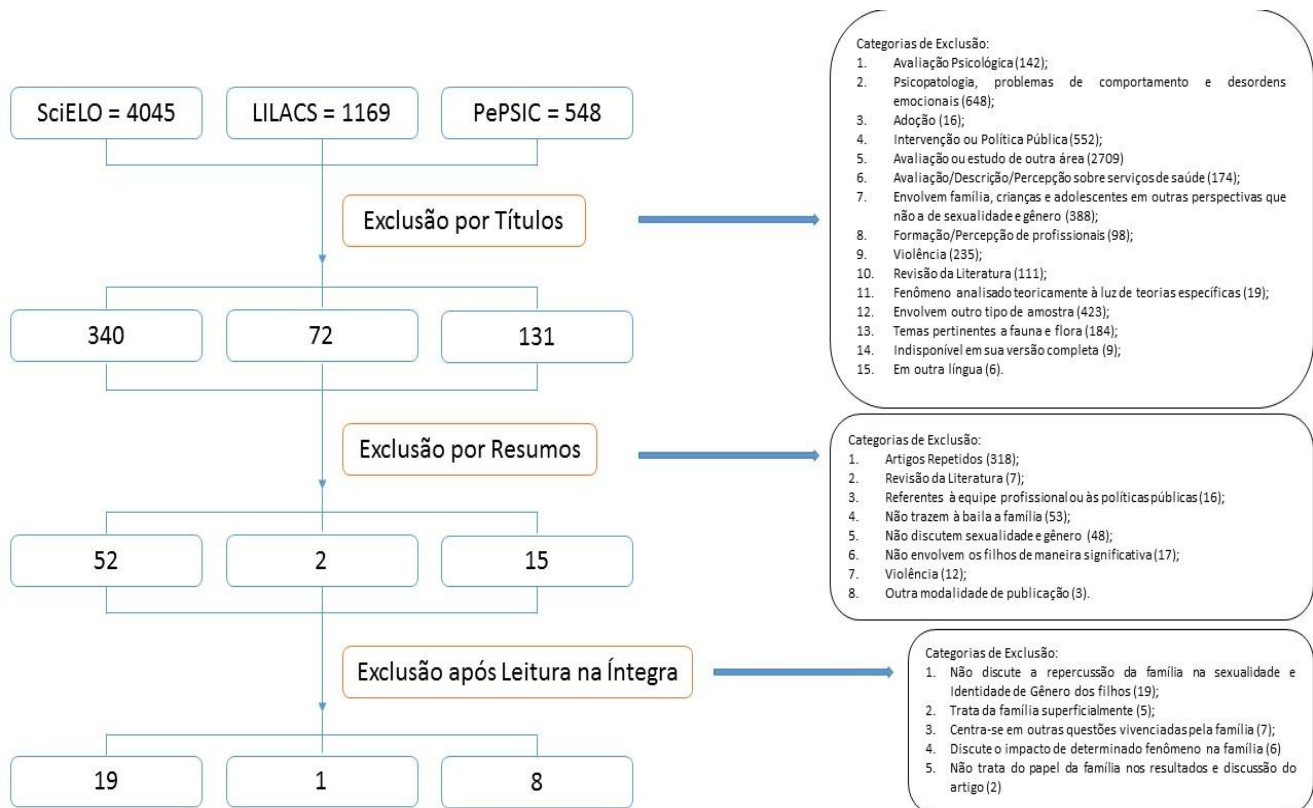 SciELO = 4045
LILACS = 1169
PePSIC = 548
Exclusão por Títulos
Categorias de Exclusão:
1. Avaliação Psicológica (142);
2. Psicopatologia, problemas de comportamento e desordens
emocionais (648);
3. Adoção (16);
4. Intervenção ou Política Pública (552);
5. Avaliação ou estudo de outra área (2709)
6. Avaliação/Descrição/Percepção sobre serviços de saúde (174);
7. Envolvem família, crianças e adolescentes em outras perspectivas que
não a de sexualidade e gênero (388);
8. Formação/Percepção de profissionais (98);
9. Violência (235);
10. Revisão da Literatura (111);
11. Fenômeno analisado teoricamente à luz de teorias específicas (19);
12. Envolvem outro tipo de amostra (423);
13. Temas pertinentes a fauna e flora (184);
14. Indisponível em sua versão completa (9);
15. Em outra língua (6).
340
72
131
Exclusão por Resumos
Categorias de Exclusão:
1. Artigos Repetidos (318);
2. Revisão da Literatura (7);
3. Referentes à equipe profissional ou às políticas públicas (16);
4. Não trazem à baila a família (53);
5. Não discutem sexualidade e gênero (48);
6. Não envolvem os filhos de maneira significativa (17);
7. Violência (12);
8. Outra modalidade de publicação (3).
52
2
15
Exclusão após Leitura na Íntegra
Categorias de Exclusão:
1. Não discute a repercussão da família na sexualidade e
Identidade de Gênero dos filhos (19);
2. Trata da família superficialmente (5);
3. Centra-se em outras questões vivenciadas pela família (7);
4. Discute o impacto de determinado fenômeno na família (6)
5. Não trata do papel da família nos resultados e discussão do
artigo (2)
19
1
8